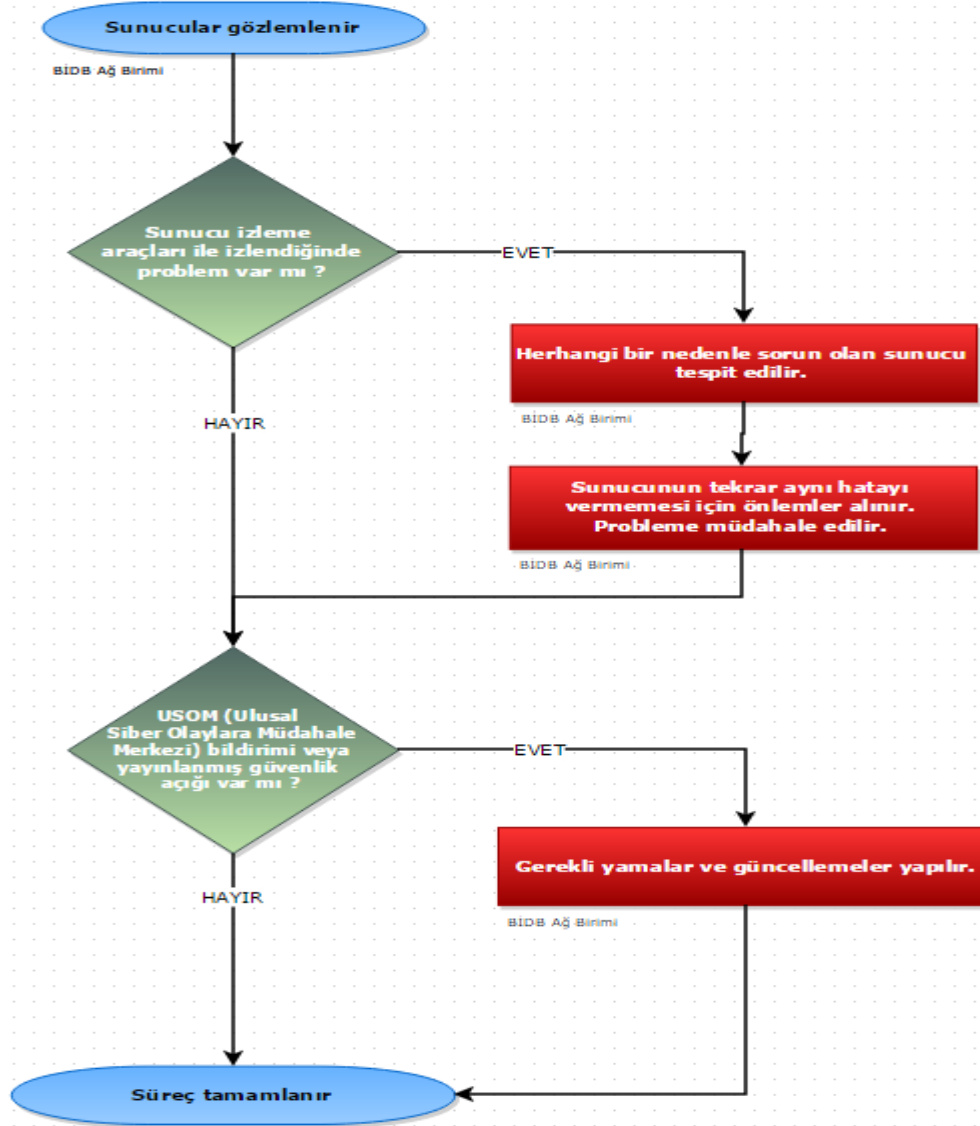 Sunucular gözlemlenir
BİDB Ağ Birimi
Sunucu izleme
araçları ile izlendiğinde
problem var mı ?
EVET
Herhangi bir nedenle sorun olan sunucu
tespit edilir.
BİDB Ağ Birimi
HAYIR
Sunucunun tekrar aynı hatayı
vermemesi için önlemler alınır.
Probleme müdahale edilir.
BİDB Ağ Birimi
USOM (Ulusal
Siber Olaylara Müdahale
Merkezi) bildirimi veya
yayınlanmış güvenlik
açığı var mı ?
EVET
Gerekli yamalar ve güncellemeler yapılır.
BİDB Ağ Birimi
HAYIR
Süreç tamamlanır